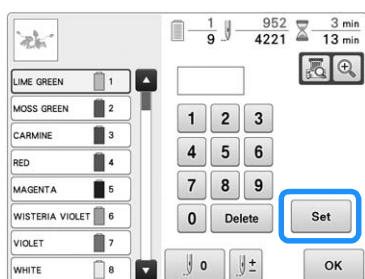 1 952 3 min
9 4221 13 min
LIME GREEN 1
MOSS GREEN 2
CARMINE 3
RED 4
MAGENTA 5
WISTERIA VIOLET 6
VIOLET 7
WHITE 8
1 2 3
4 5 6
7 8 9
0 Delete
Set
0 ±
OK